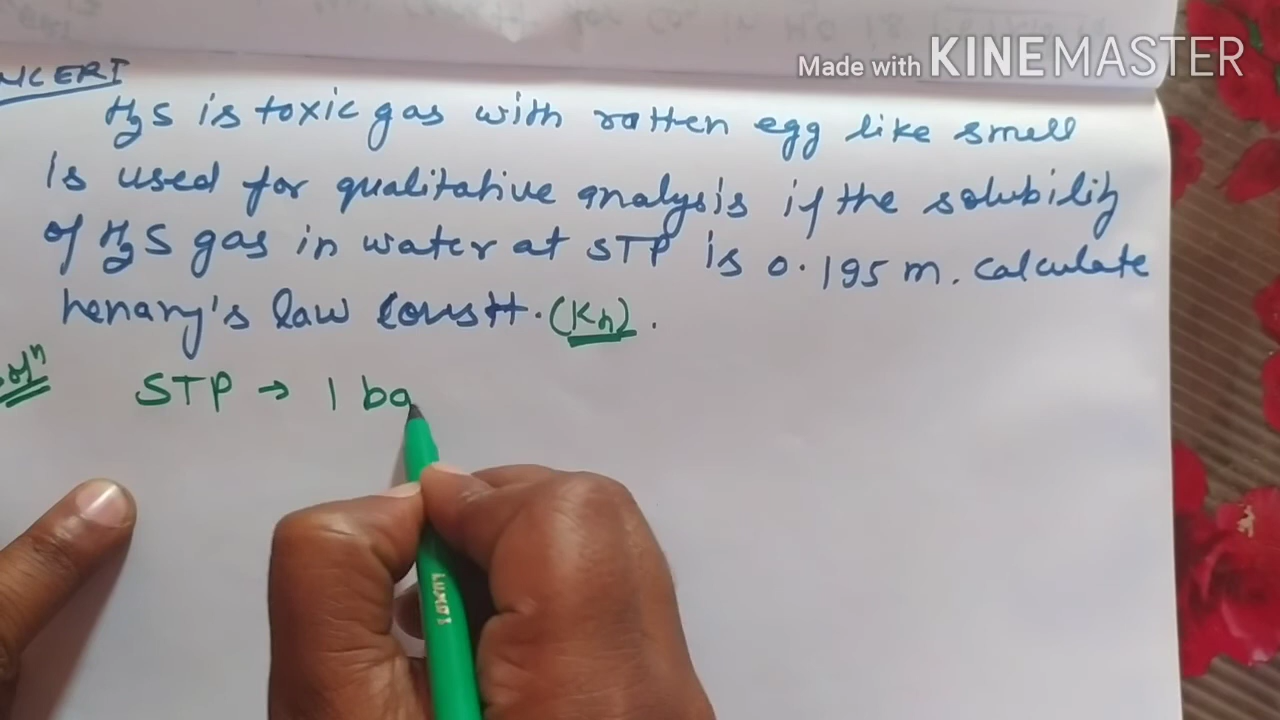 Made with KINEMASTER
NCERT
H2S is toxic gas with rotten egg like smell
is used for qualitative analysis if the solubility
of H2S gas in water at STP is 0.195 m. calculate
henary's law constt. (KH).
STP → 1 ba
LUXOR